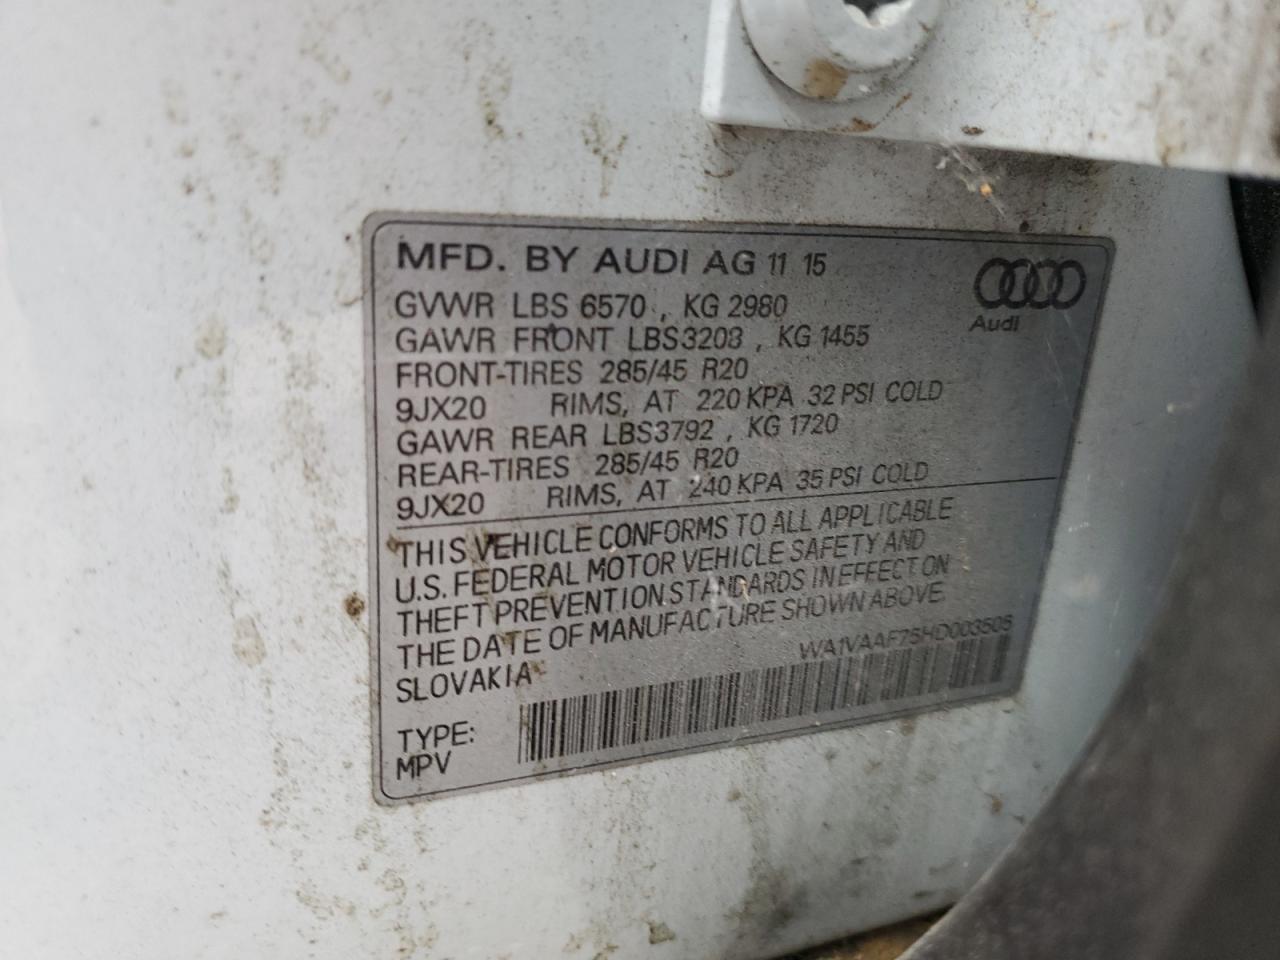 MFD. BY AUDI AG 11 15
GVWR LBS 6570, KG 2980
GAWR FRONT LBS3208, KG 1455
FRONT-TIRES 285/45 R20
9JX20 RIMS, AT 220 KPA 32 PSI COLD
GAWR REAR LBS3792, KG 1720
REAR-TIRES 285/45 R20
9JX20 RIMS, AT 240 KPA 35 PSI COLD
Audi
THIS VEHICLE CONFORMS TO ALL APPLICABLE
U.S. FEDERAL MOTOR VEHICLE SAFETY AND
THEFT PREVENTION STANDARDS IN EFFECT ON
THE DATE OF MANUFACTURE SHOWN ABOVE.
SLOVAKIA
WA1VAAF75HD003505
TYPE:
MPV